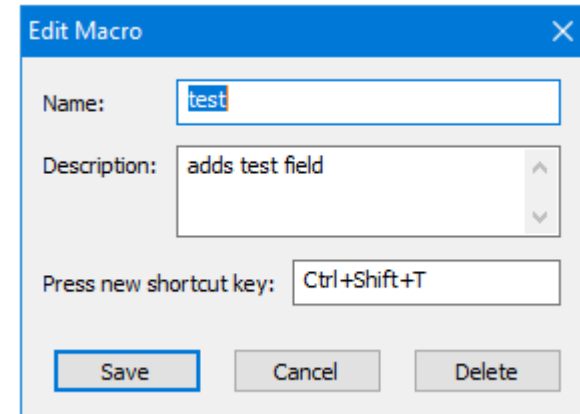 Edit Macro
Name: test
Description: adds test field
Press new shortcut key: Ctrl+Shift+T
Save Cancel Delete